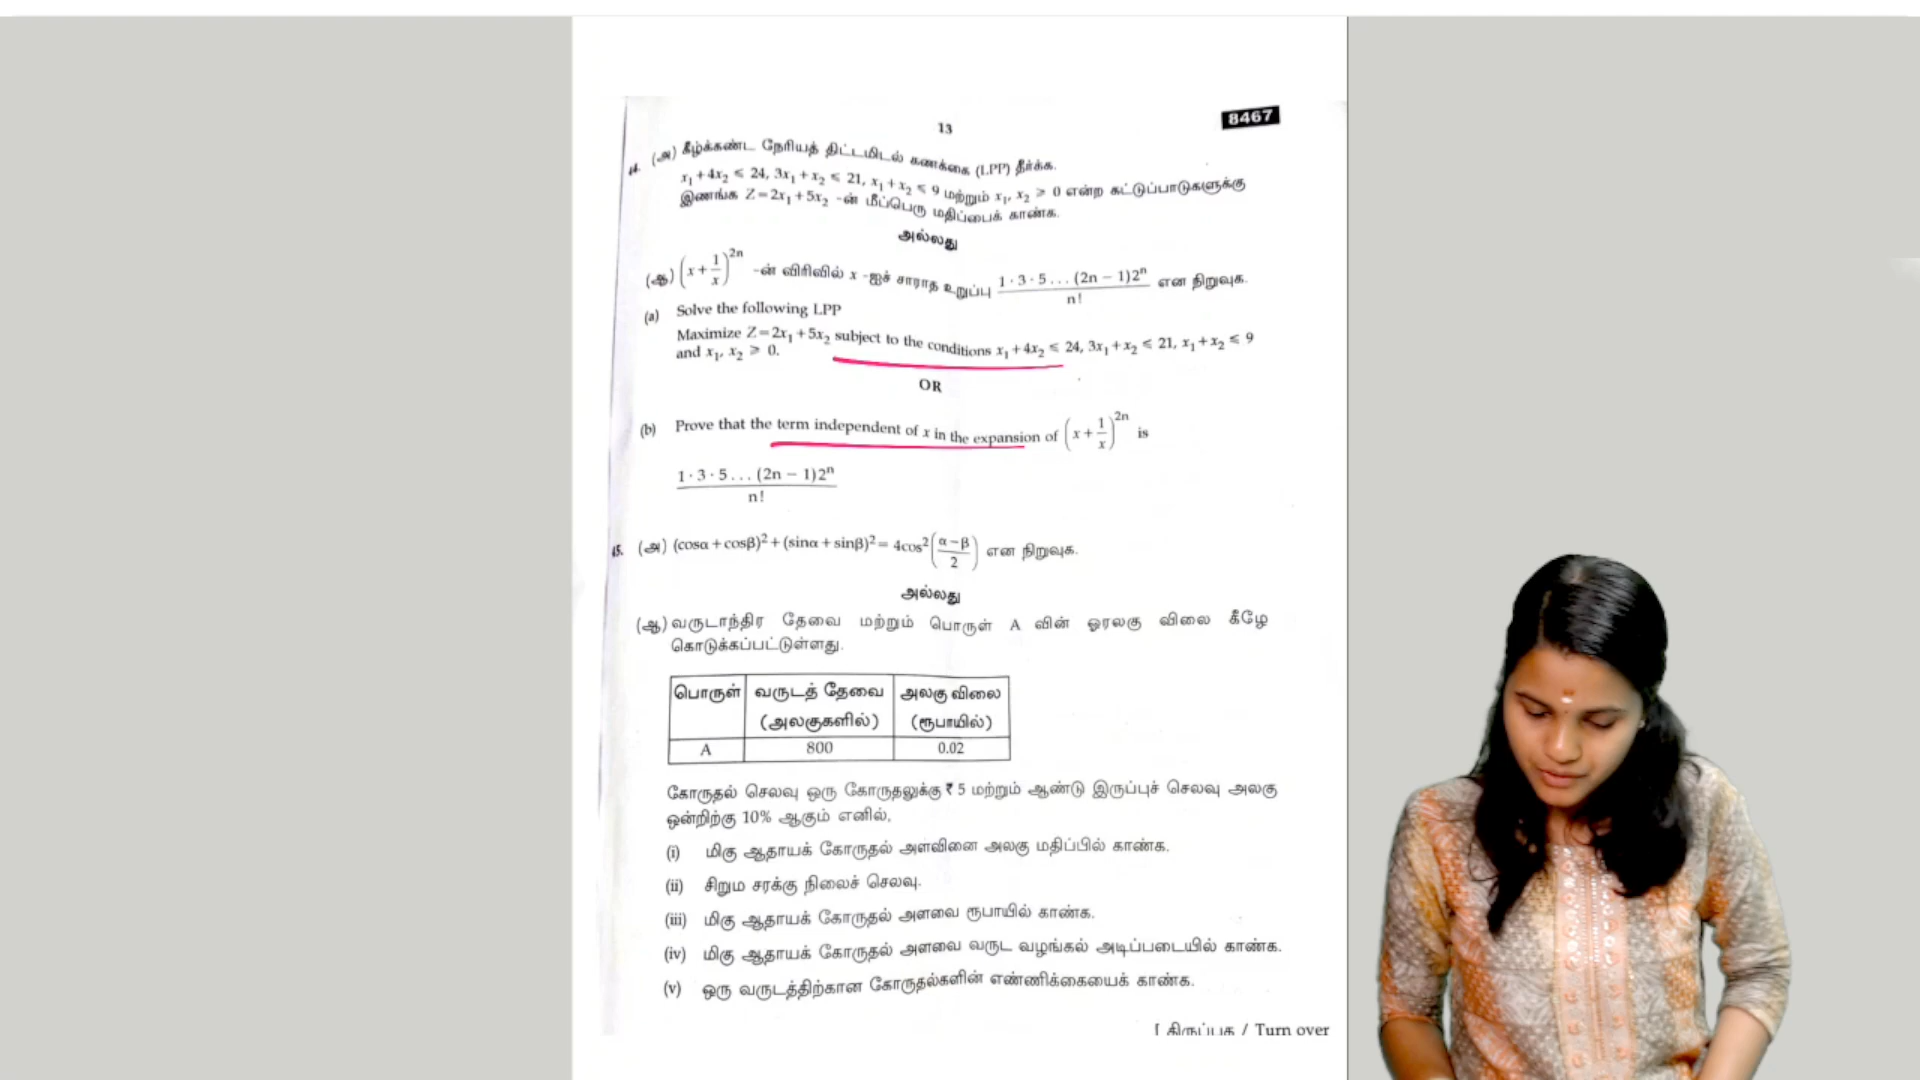 13
8467
(அ) கீழ்க்கண்ட நேரியத் திட்டமிடல் கணக்கை (LPP) தீர்க்க.
x₁ + 4x₂ ⩽ 24, 3x₁ + x₂ ⩽ 21, x₁ + x₂ ⩽ 9 மற்றும் x₁, x₂ ⩾ 0 என்ற கட்டுப்பாடுகளுக்கு
இணங்க Z = 2x₁ + 5x₂ -ன் மீப்பெரு மதிப்பைக் காண்க.
அல்லது
(ஆ) (x + 1/x)²ⁿ -ன் விரிவில் x -ஐச் சாராத உறுப்பு 1 · 3 · 5 . . . (2n − 1)2ⁿ / n! என நிறுவுக.
(a) Solve the following LPP
Maximize Z = 2x₁ + 5x₂ subject to the conditions x₁ + 4x₂ ⩽ 24, 3x₁ + x₂ ⩽ 21, x₁ + x₂ ⩽ 9
and x₁, x₂ ⩾ 0.
OR
(b) Prove that the term independent of x in the expansion of (x + 1/x)²ⁿ is
1 · 3 · 5 . . . (2n − 1)2ⁿ / n!
45. (அ) (cosα + cosβ)² + (sinα + sinβ)² = 4cos²((α − β)/2) என நிறுவுக.
அல்லது
(ஆ) வருடாந்திர தேவை மற்றும் பொருள் A வின் ஓரலகு விலை கீழே
கொடுக்கப்பட்டுள்ளது.
பொருள் வருடத் தேவை அலகு விலை
(அலகுகளில்) (ரூபாயில்)
A 800 0.02
கோருதல் செலவு ஒரு கோருதலுக்கு ₹ 5 மற்றும் ஆண்டு இருப்புச் செலவு அலகு
ஒன்றிற்கு 10% ஆகும் எனில்,
(i) மிகு ஆதாயக் கோருதல் அளவினை அலகு மதிப்பில் காண்க.
(ii) சிறும சரக்கு நிலைச் செலவு.
(iii) மிகு ஆதாயக் கோருதல் அளவை ரூபாயில் காண்க.
(iv) மிகு ஆதாயக் கோருதல் அளவை வருட வழங்கல் அடிப்படையில் காண்க.
(v) ஒரு வருடத்திற்கான கோருதல்களின் எண்ணிக்கையைக் காண்க.
[ திருப்புக / Turn over